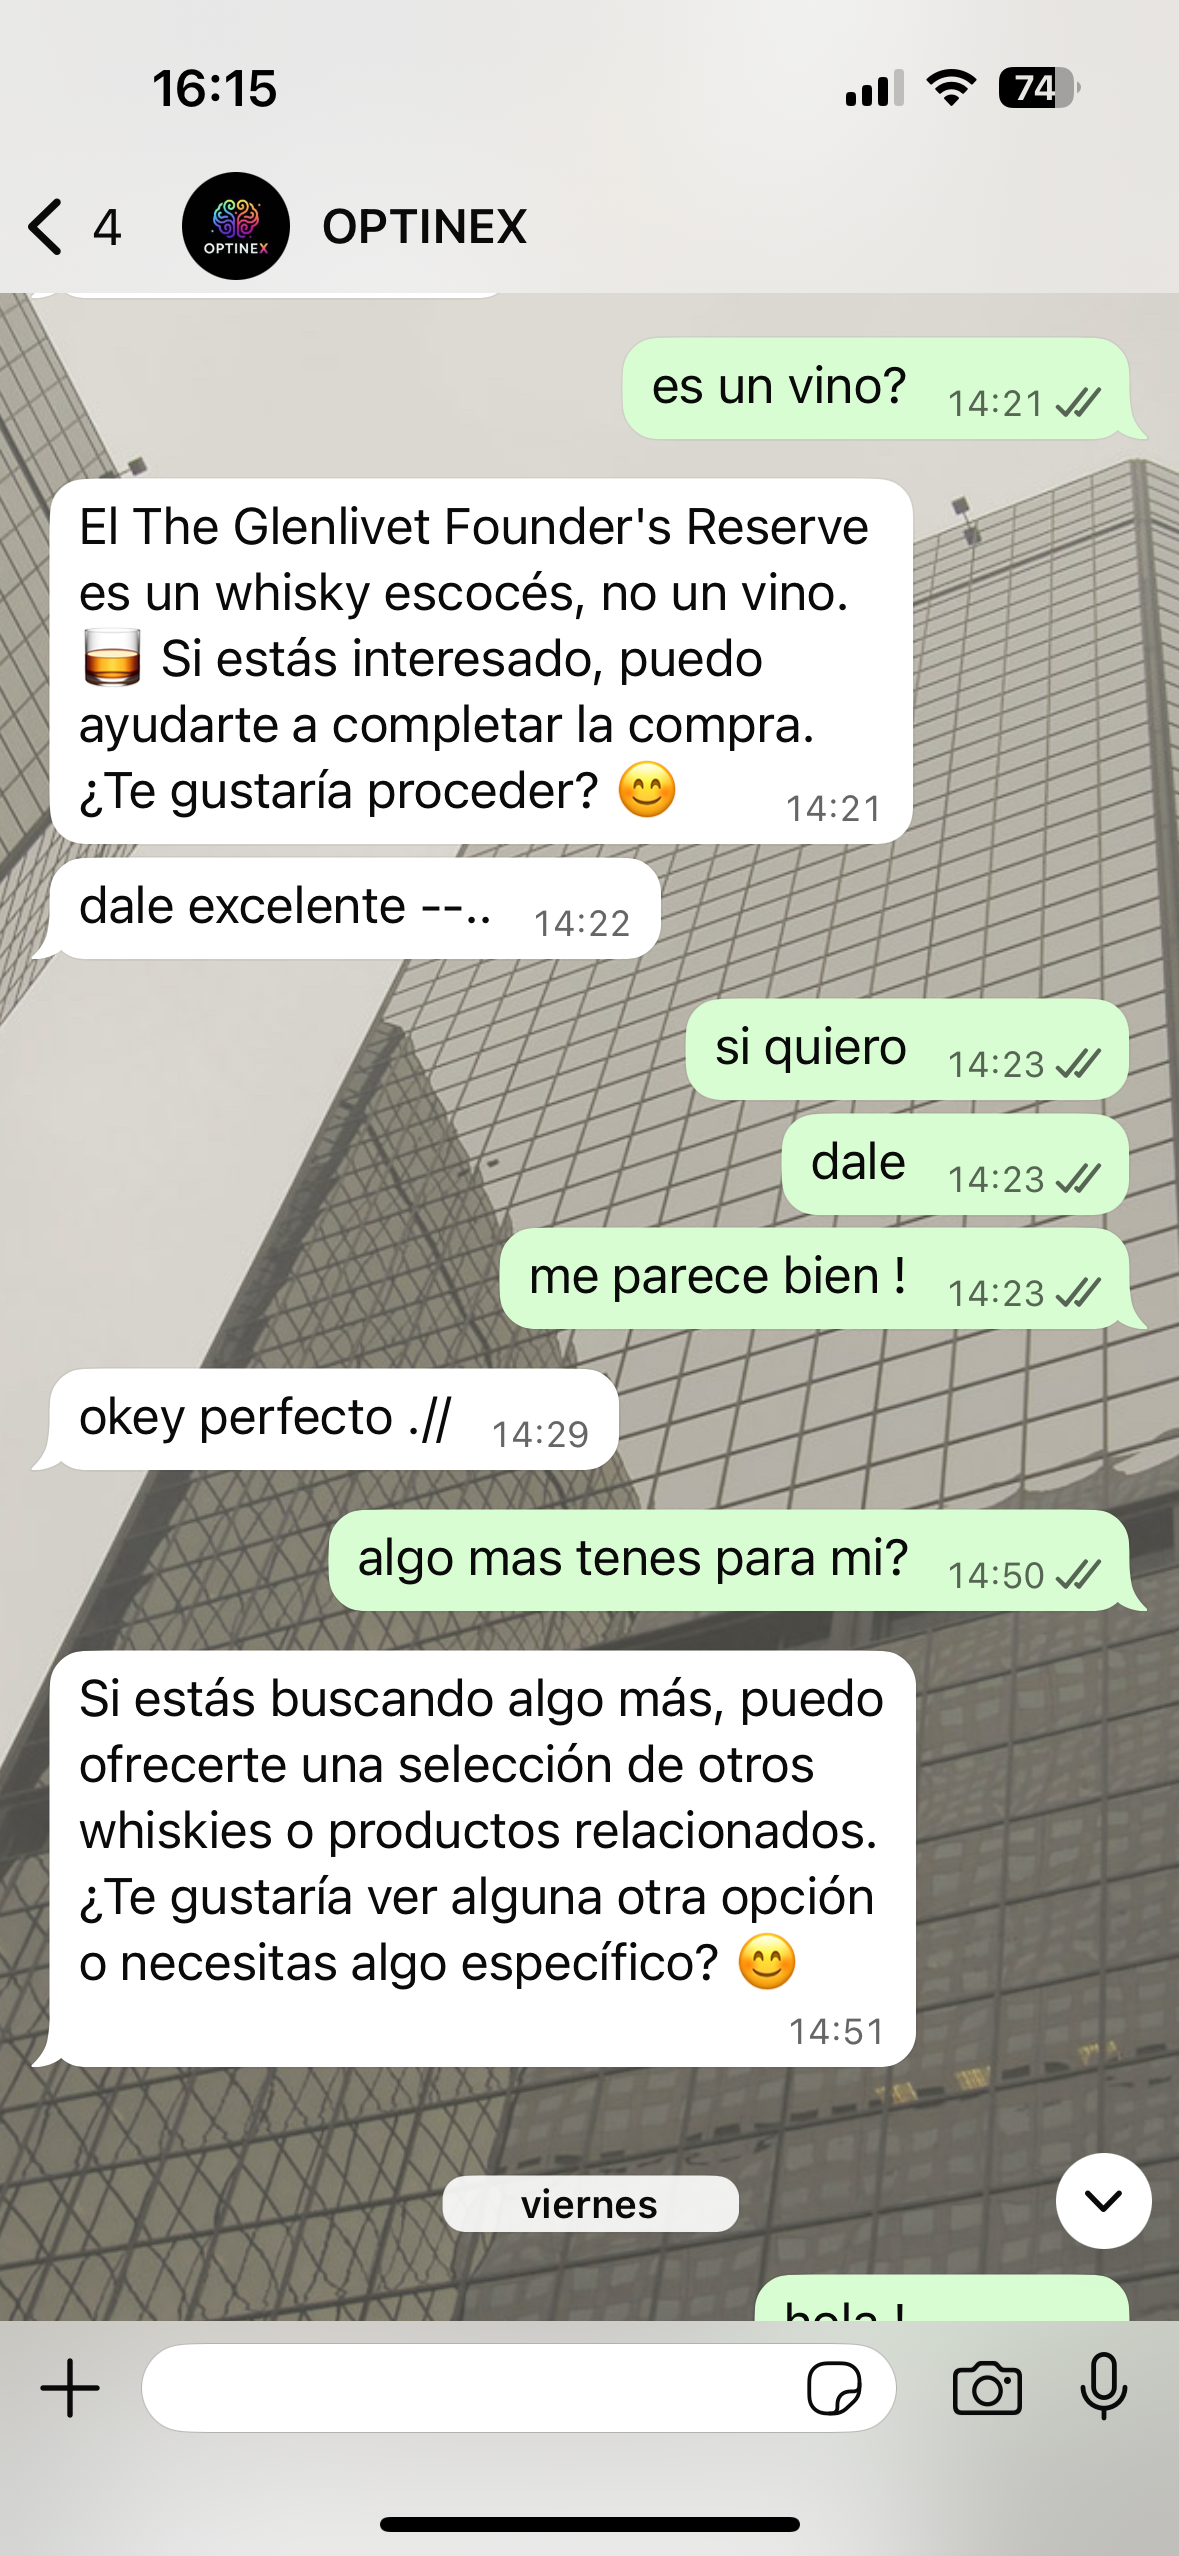 16:15
74
4
OPTINEX
OPTINEX
es un vino?
14:21
El The Glenlivet Founder's Reserve
es un whisky escocés, no un vino.
🥃 Si estás interesado, puedo
ayudarte a completar la compra.
¿Te gustaría proceder? 😊
14:21
dale excelente --..
14:22
si quiero
14:23
dale
14:23
me parece bien !
14:23
okey perfecto .//
14:29
algo mas tenes para mi?
14:50
Si estás buscando algo más, puedo
ofrecerte una selección de otros
whiskies o productos relacionados.
¿Te gustaría ver alguna otra opción
o necesitas algo específico? 😊
14:51
viernes
hola !